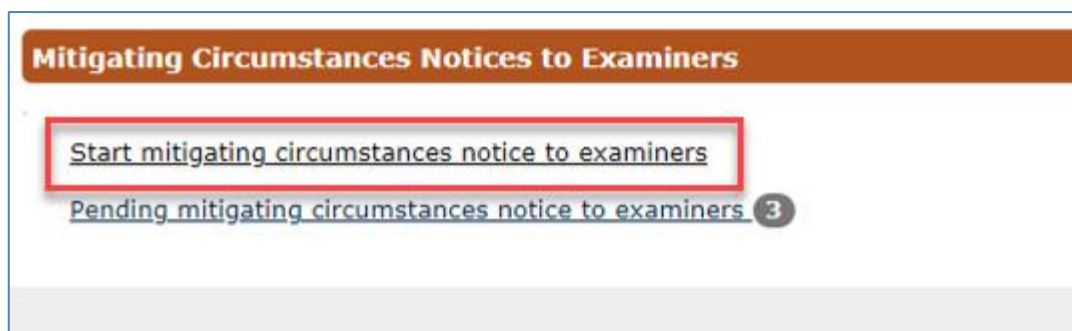 Mitigating Circumstances Notices to Examiners
Start mitigating circumstances notice to examiners
Pending mitigating circumstances notice to examiners 3